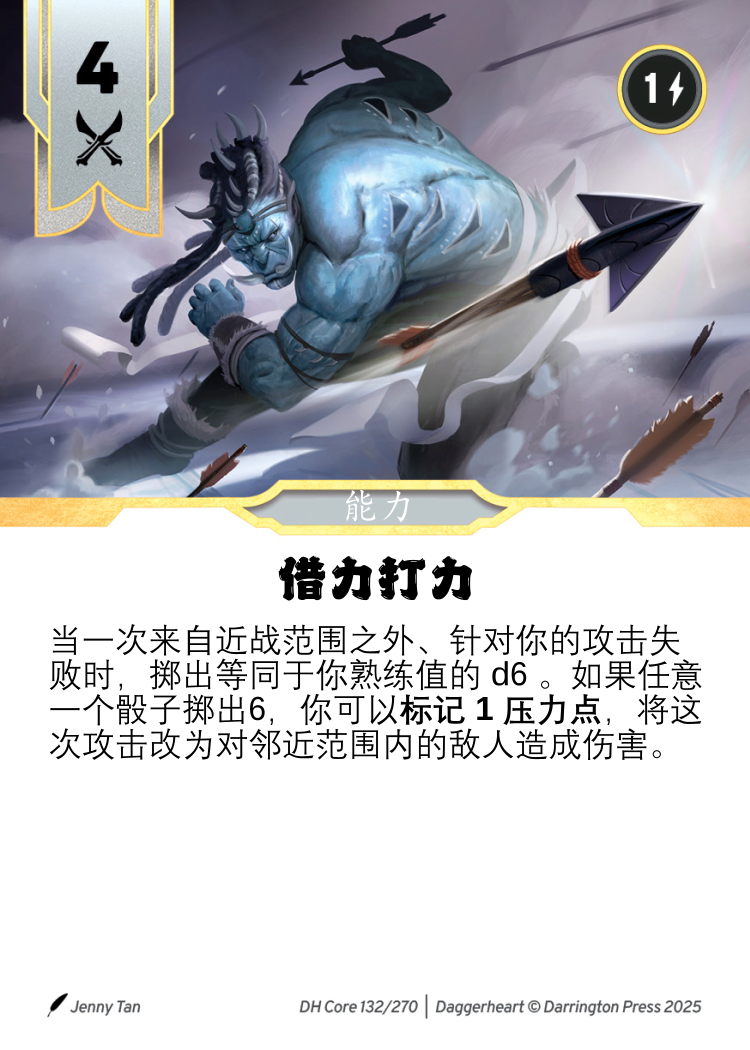 4
1
能力
借力打力
当一次来自近战范围之外、针对你的攻击失
败时，掷出等同于你熟练值的 d6 。如果任意
一个骰子掷出6，你可以标记 1 压力点，将这
次攻击改为对邻近范围内的敌人造成伤害。
Jenny Tan
DH Core 132/270 | Daggerheart © Darrington Press 2025